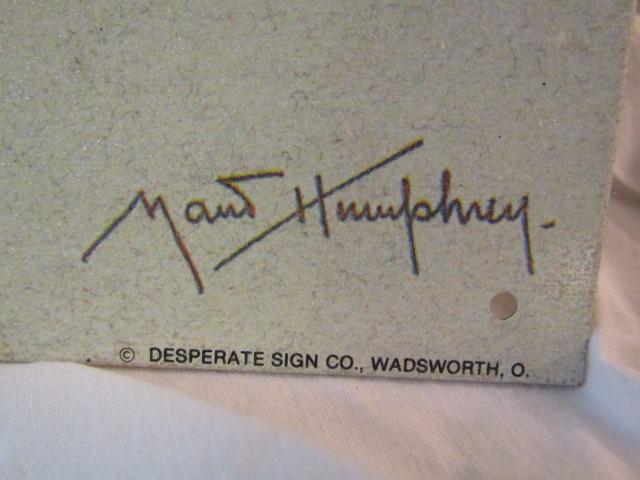 Maud Humphrey.
© DESPERATE SIGN CO., WADSWORTH, O.